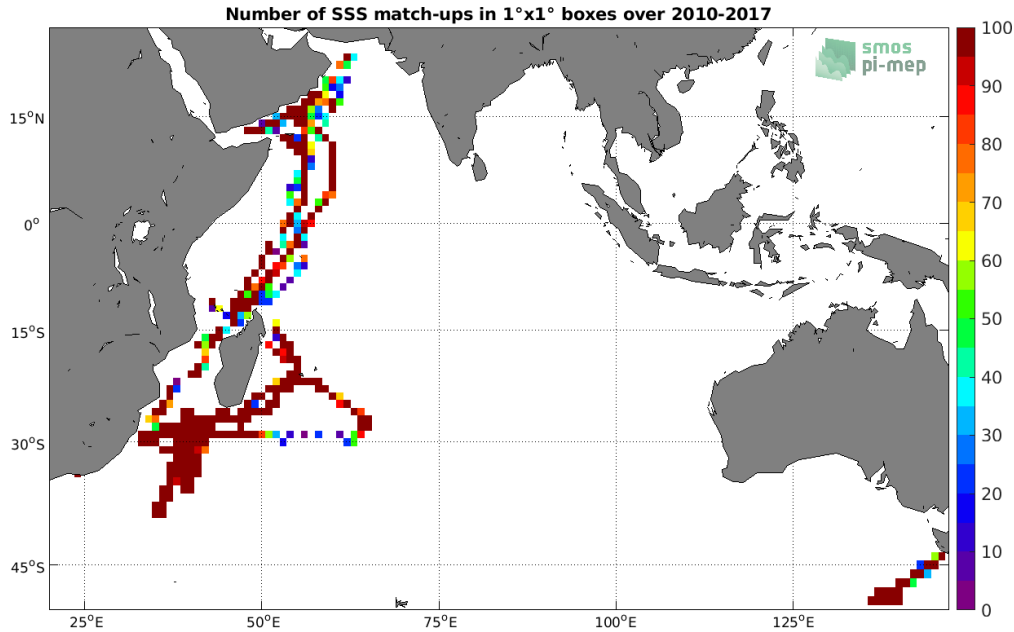 Number of SSS match-ups in 1°x1° boxes over 2010-2017
smos
pi-mep
15°N
0°
15°S
30°S
45°S
25°E
50°E
75°E
100°E
125°E
100
90
80
70
60
50
40
30
20
10
0